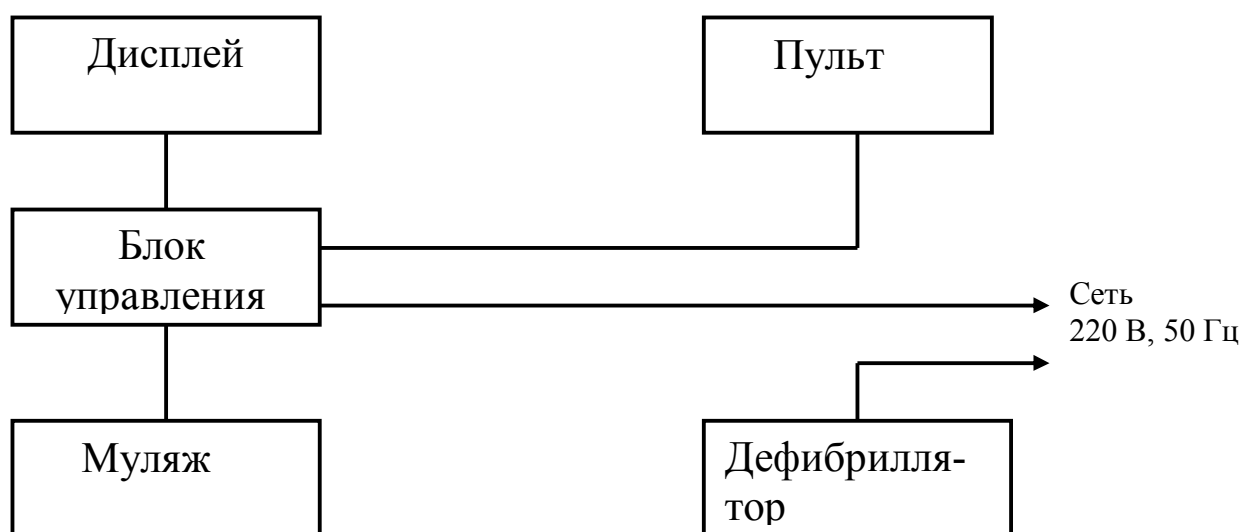 Дисплей
Пульт
Блок
управления
Сеть
220 В, 50 Гц
Муляж
Дефибрилля-
тор